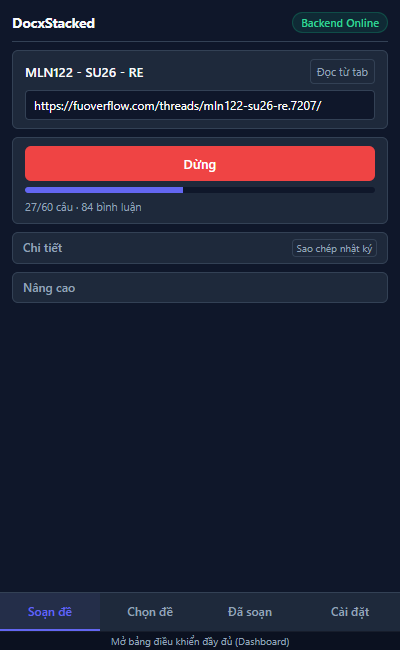 DocxStacked
Backend Online
MLN122 - SU26 - RE
Đọc từ tab
https://fuoverflow.com/threads/mln122-su26-re.7207/
Dừng
27/60 câu · 84 bình luận
Chi tiết
Sao chép nhật ký
Nâng cao
Soạn đề
Chọn đề
Đã soạn
Cài đặt
Mở bảng điều khiển đầy đủ (Dashboard)